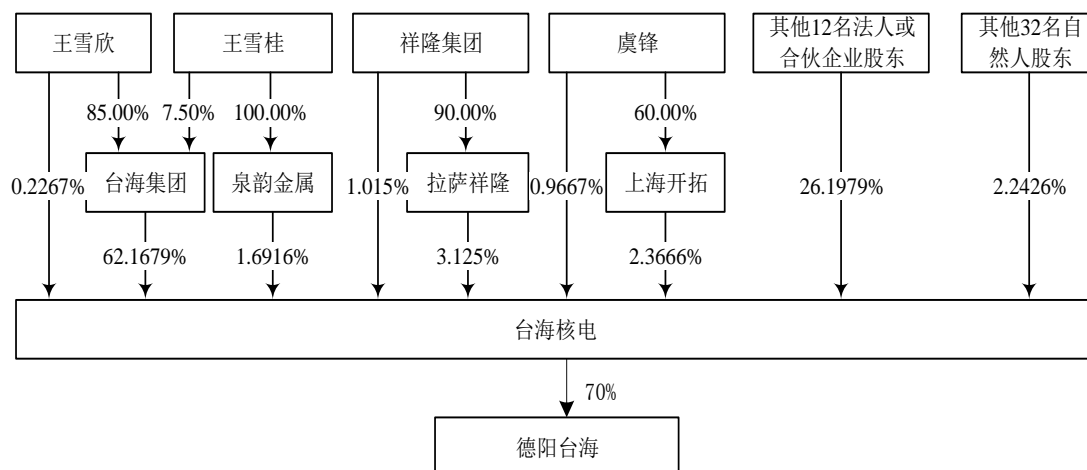 王雪欣
王雪桂
祥隆集团
虞锋
其他12名法人或
合伙企业股东
其他32名自
然人股东
85.00%
7.50%
100.00%
90.00%
60.00%
0.2267%
台海集团
泉韵金属
1.015%
拉萨祥隆
0.9667%
上海开拓
26.1979%
2.2426%
62.1679%
1.6916%
3.125%
2.3666%
台海核电
70%
德阳台海